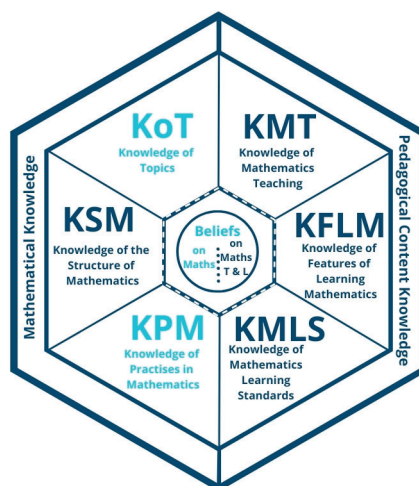 KoT
Knowledge of
Topics
KMT
Knowledge of
Mathematics
Teaching
Mathematical Knowledge
KSM
Knowledge of the
Structure of
Mathematics
Beliefs
on Maths
on
Maths
T & L
KFLM
Knowledge of
Features of
Learning
Mathematics
Pedagogical Content Knowledge
KPM
Knowledge of
Practises in
Mathematics
KMLS
Knowledge of
Mathematics
Learning
Standards